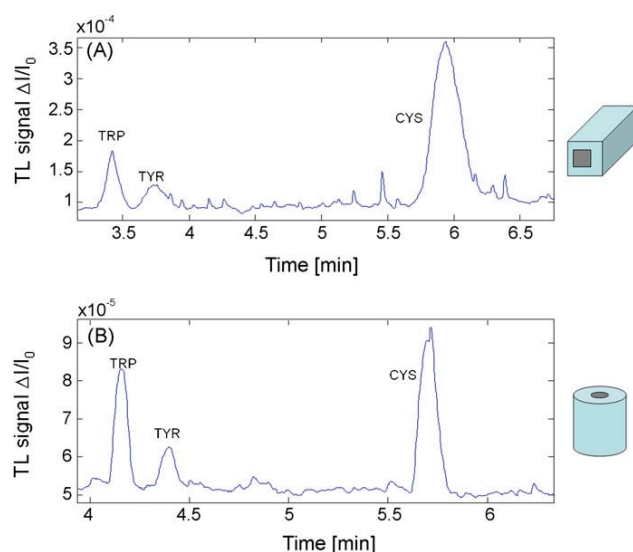 x10⁻⁴
(A)
TL signal ΔI/I₀
3.5
3
2.5
2
1.5
1
TRP
TYR
CYS
3.5 4 4.5 5 5.5 6 6.5
Time [min]
x10⁻⁵
(B)
TL signal ΔI/I₀
9
8
7
6
5
TRP
TYR
CYS
4 4.5 5 5.5 6
Time [min]